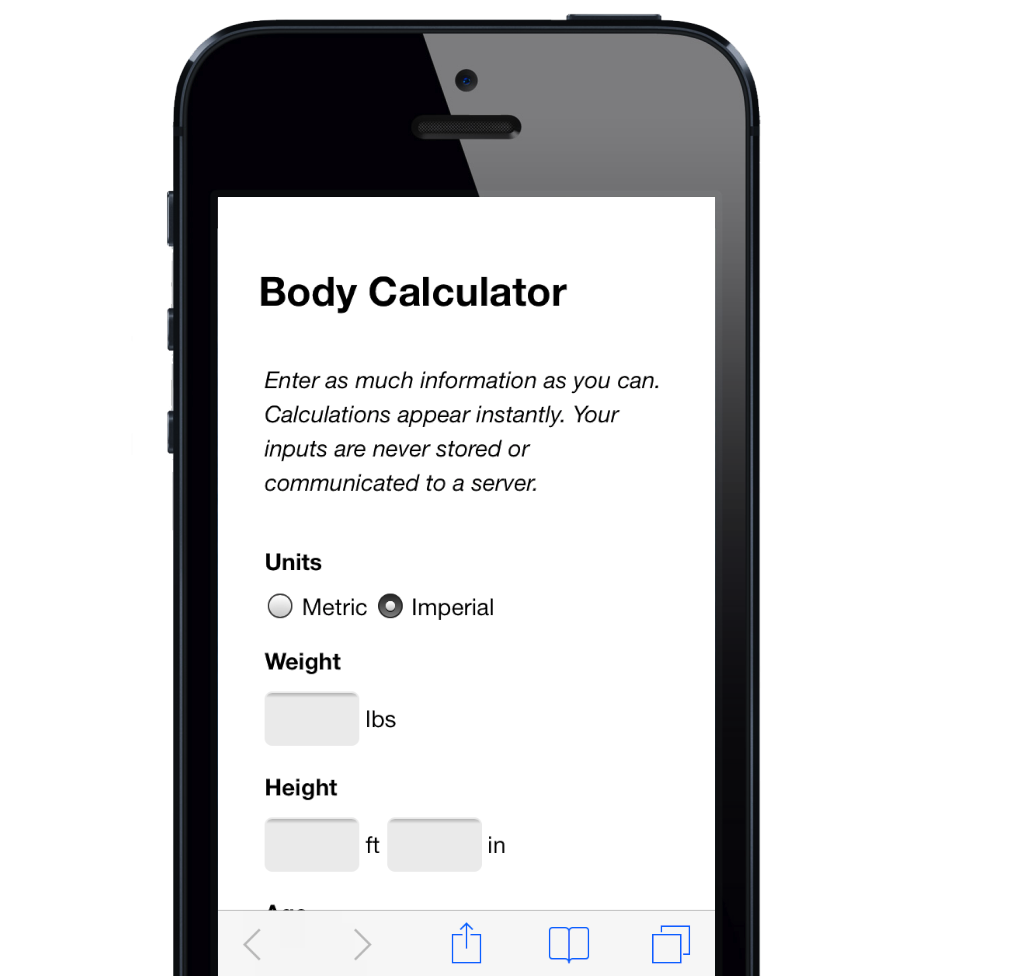 Body Calculator
Enter as much information as you can.
Calculations appear instantly. Your
inputs are never stored or
communicated to a server.
Units
Metric Imperial
Weight
lbs
Height
ft in